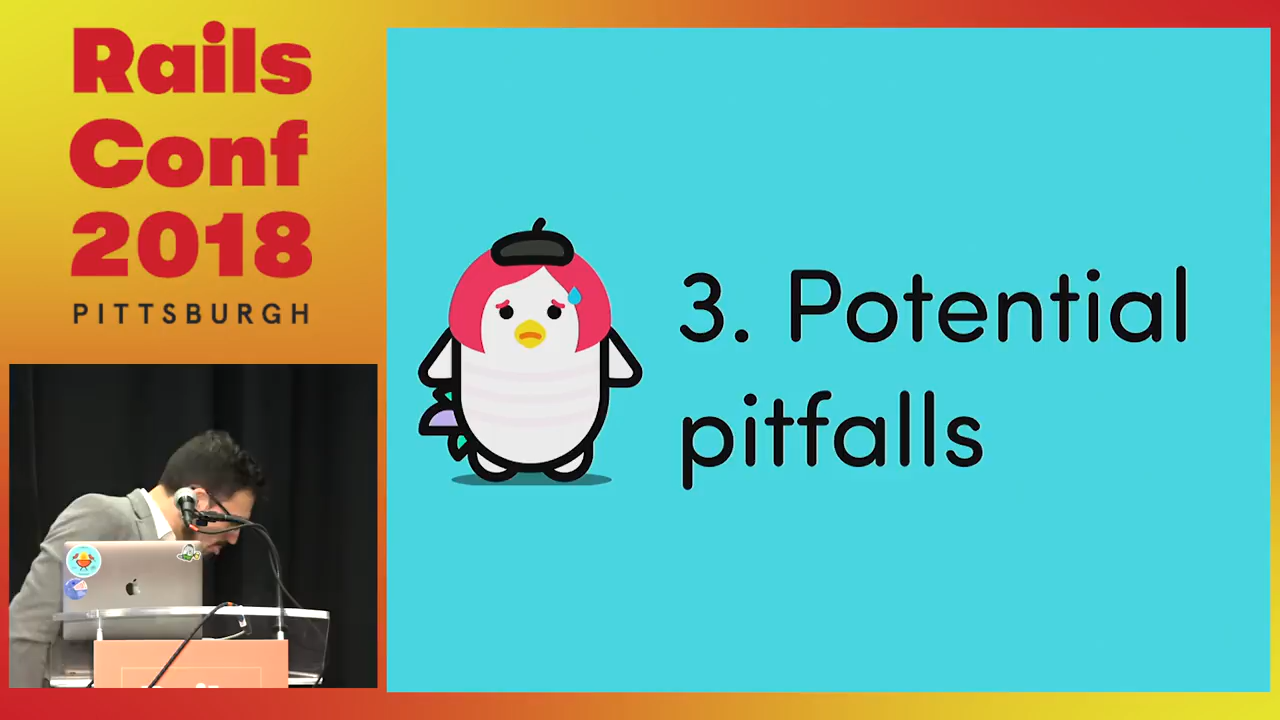 Rails
Conf
2018
PITTSBURGH
3. Potential
pitfalls